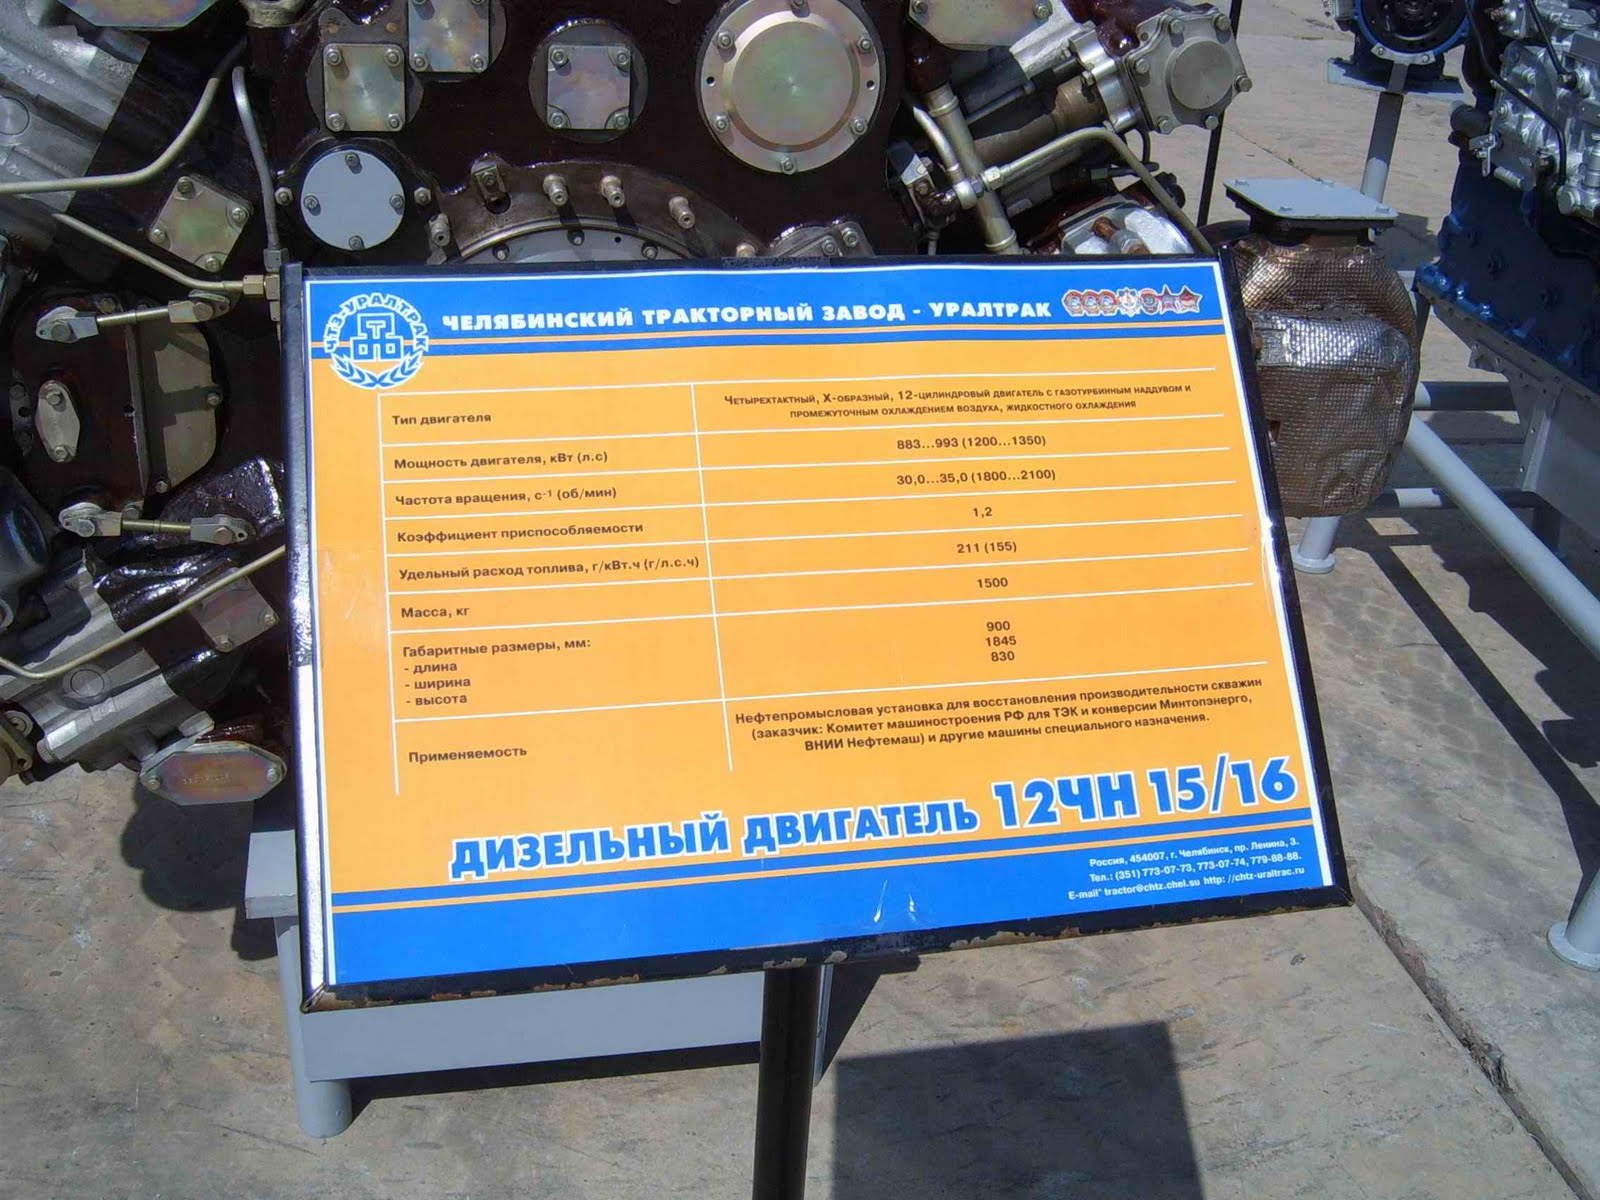 ЧТЗ-УРАЛТРАК
ЧЕЛЯБИНСКИЙ ТРАКТОРНЫЙ ЗАВОД - УРАЛТРАК
Тип двигателя
Четырехтактный, Х-образный, 12-цилиндровый двигатель с газотурбинным наддувом и
промежуточным охлаждением воздуха, жидкостного охлаждения
Мощность двигателя, кВт (л.с)
883...993 (1200...1350)
Частота вращения, с-¹ (об/мин)
30,0...35,0 (1800...2100)
Коэффициент приспособляемости
1,2
Удельный расход топлива, г/кВт.ч (г/л.с.ч)
211 (155)
Масса, кг
1500
Габаритные размеры, мм:
- длина
- ширина
- высота
900
1845
830
Применяемость
Нефтепромысловая установка для восстановления производительности скважин
(заказчик: Комитет машиностроения РФ для ТЭК и конверсии Минтопэнерго,
ВНИИ Нефтемаш) и другие машины специального назначения.
ДИЗЕЛЬНЫЙ ДВИГАТЕЛЬ 12ЧН 15/16
Россия, 454007, г. Челябинск, пр. Ленина, 3.
Тел.: (351) 773-07-73, 773-07-74, 779-88-88.
E-mail: tractor@chtz.chel.su http: //chtz-uraltrac.ru